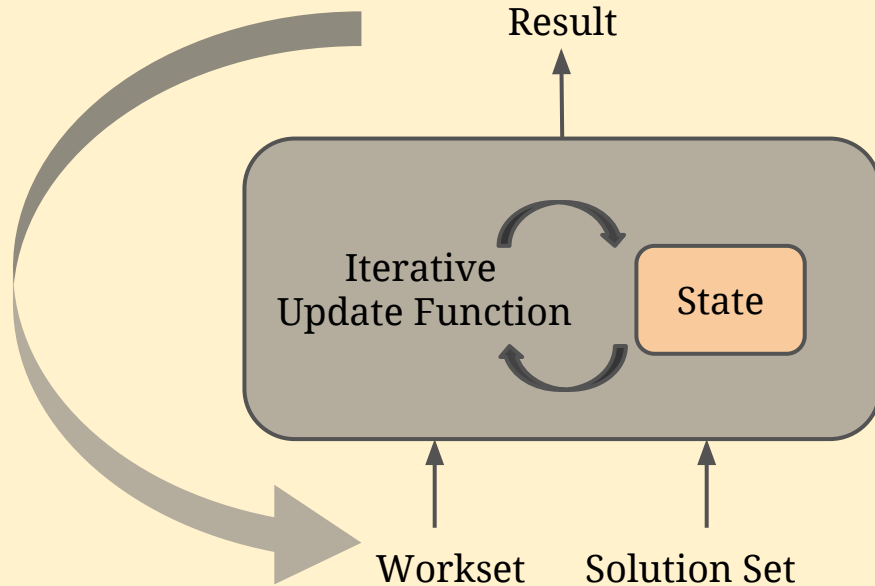 Result
Iterative
Update Function
State
Workset
Solution Set